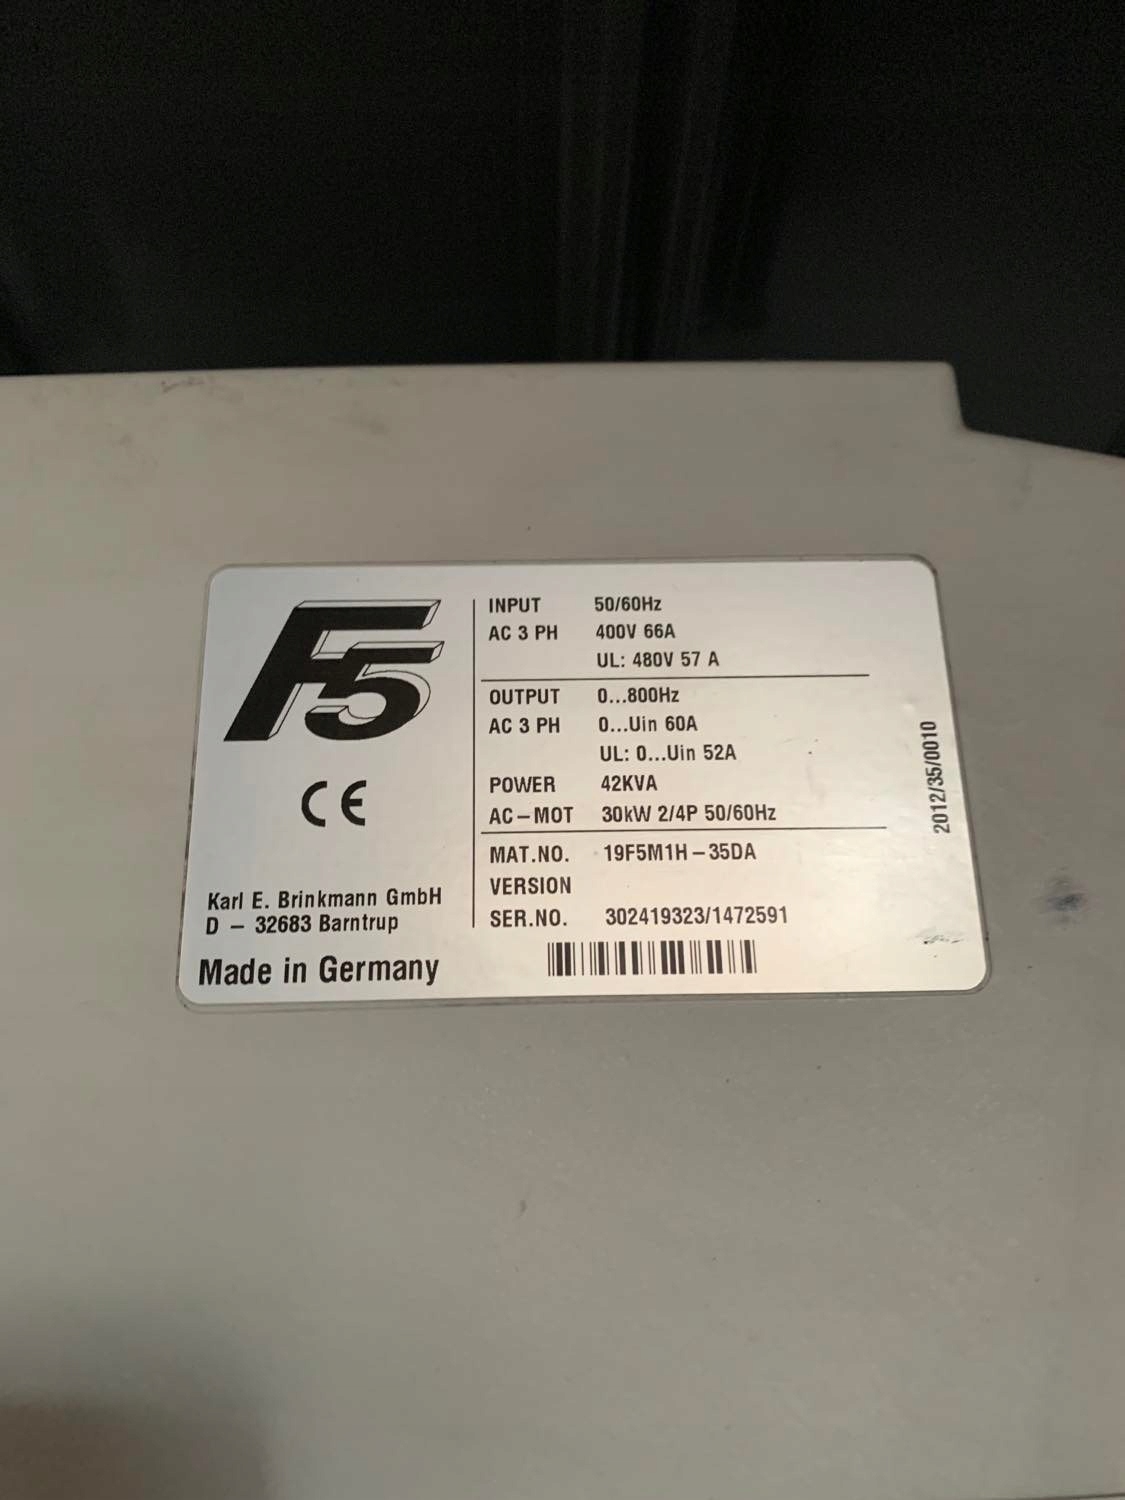 F5
CE
Karl E. Brinkmann GmbH
D – 32683 Barntrup
Made in Germany
INPUT 50/60Hz
AC 3 PH 400V 66A
UL: 480V 57 A
OUTPUT 0...800Hz
AC 3 PH 0...Uin 60A
UL: 0...Uin 52A
POWER 42KVA
AC–MOT 30kW 2/4P 50/60Hz
MAT.NO. 19F5M1H–35DA
VERSION
SER.NO. 302419323/1472591
2012/35/0010